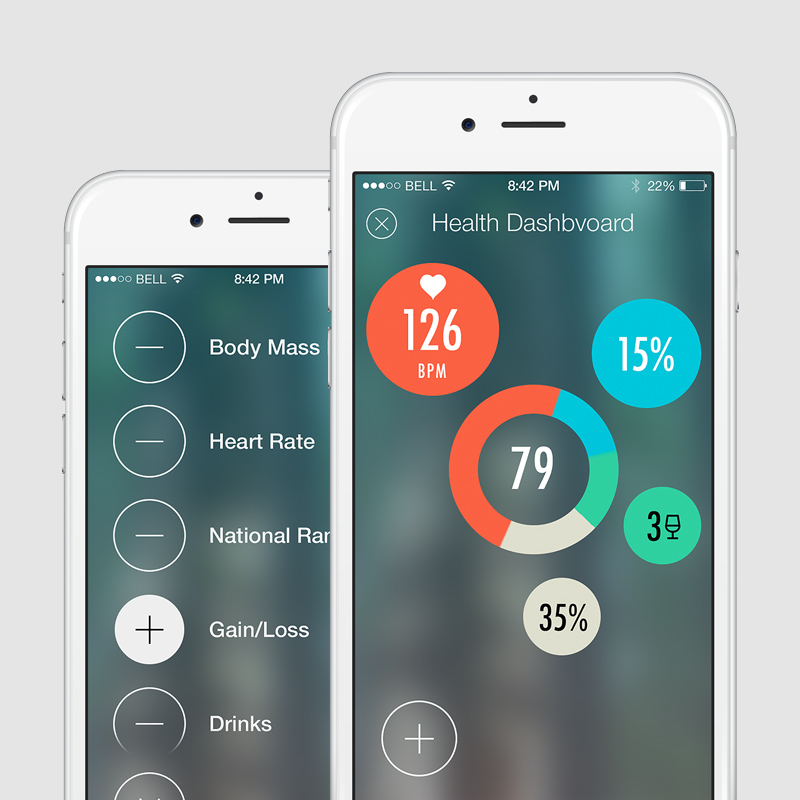 BELL
8:42 PM
Body Mass
Heart Rate
National Ran
Gain/Loss
Drinks
BELL
8:42 PM
22%
Health Dashbvoard
126
BPM
15%
79
3
35%